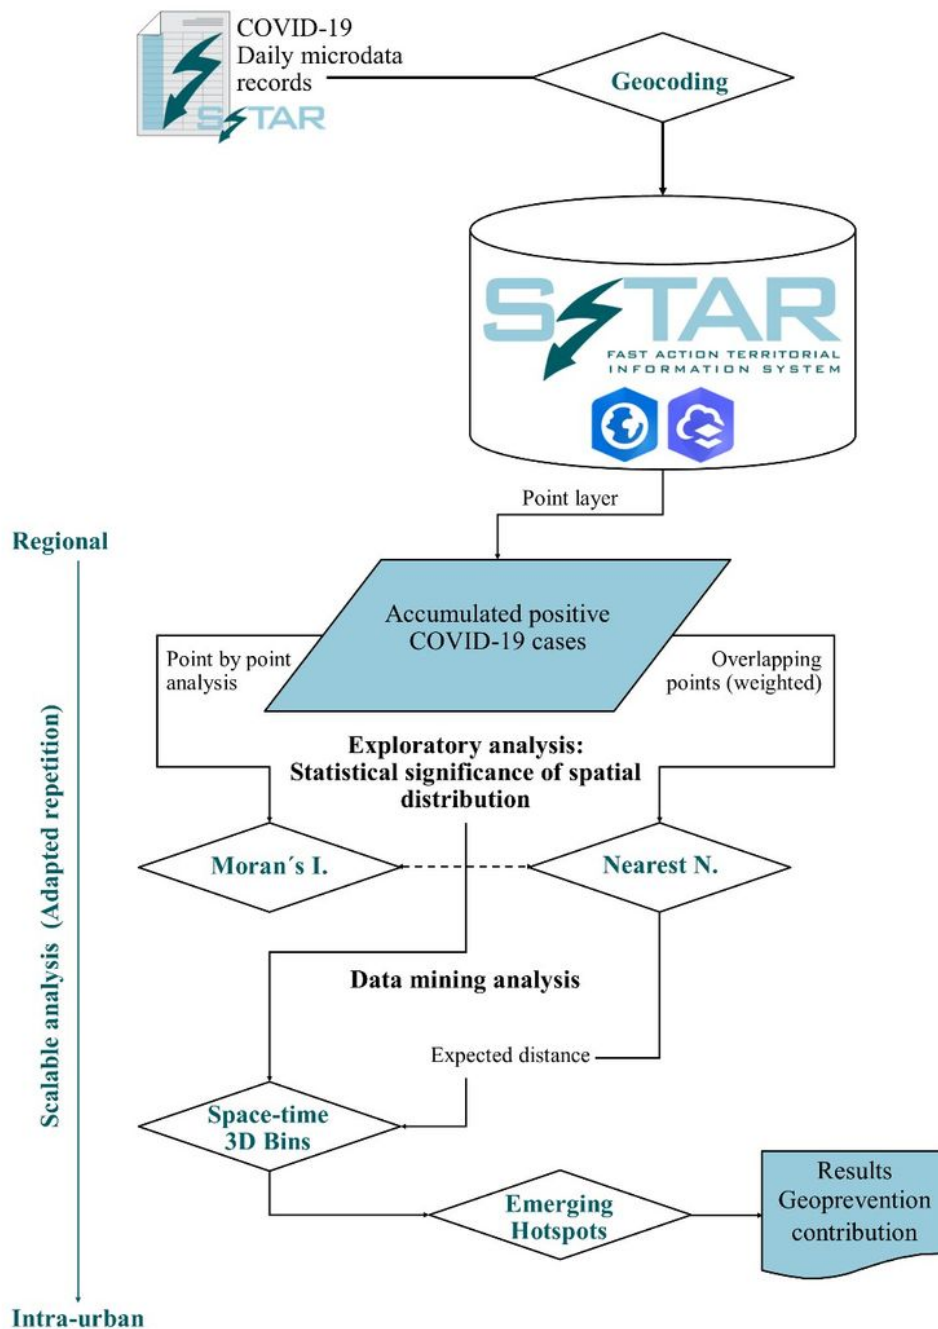 COVID-19
Daily microdata
records
SSTAR
Geocoding
SSTAR
FAST ACTION TERRITORIAL
INFORMATION SYSTEM
Point layer
Regional
Accumulated positive
COVID-19 cases
Point by point
analysis
Overlapping
points (weighted)
Exploratory analysis:
Statistical significance of spatial
distribution
Moran´s I.
Nearest N.
Scalable analysis (Adapted repetition)
Data mining analysis
Expected distance
Space-time
3D Bins
Emerging
Hotspots
Results
Geoprevention
contribution
Intra-urban